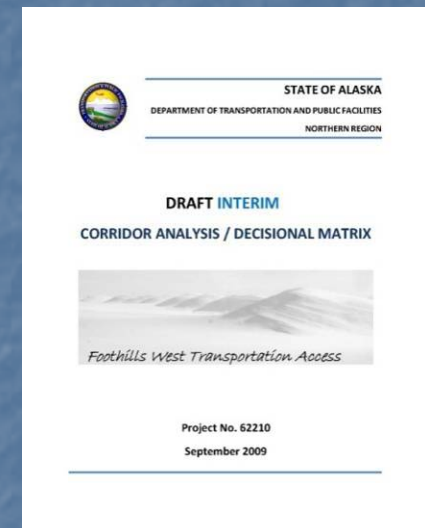 STATE OF ALASKA
DEPARTMENT OF TRANSPORTATION AND PUBLIC FACILITIES
NORTHERN REGION
DRAFT INTERIM
CORRIDOR ANALYSIS / DECISIONAL MATRIX
Foothills West Transportation Access
Project No. 62210
September 2009